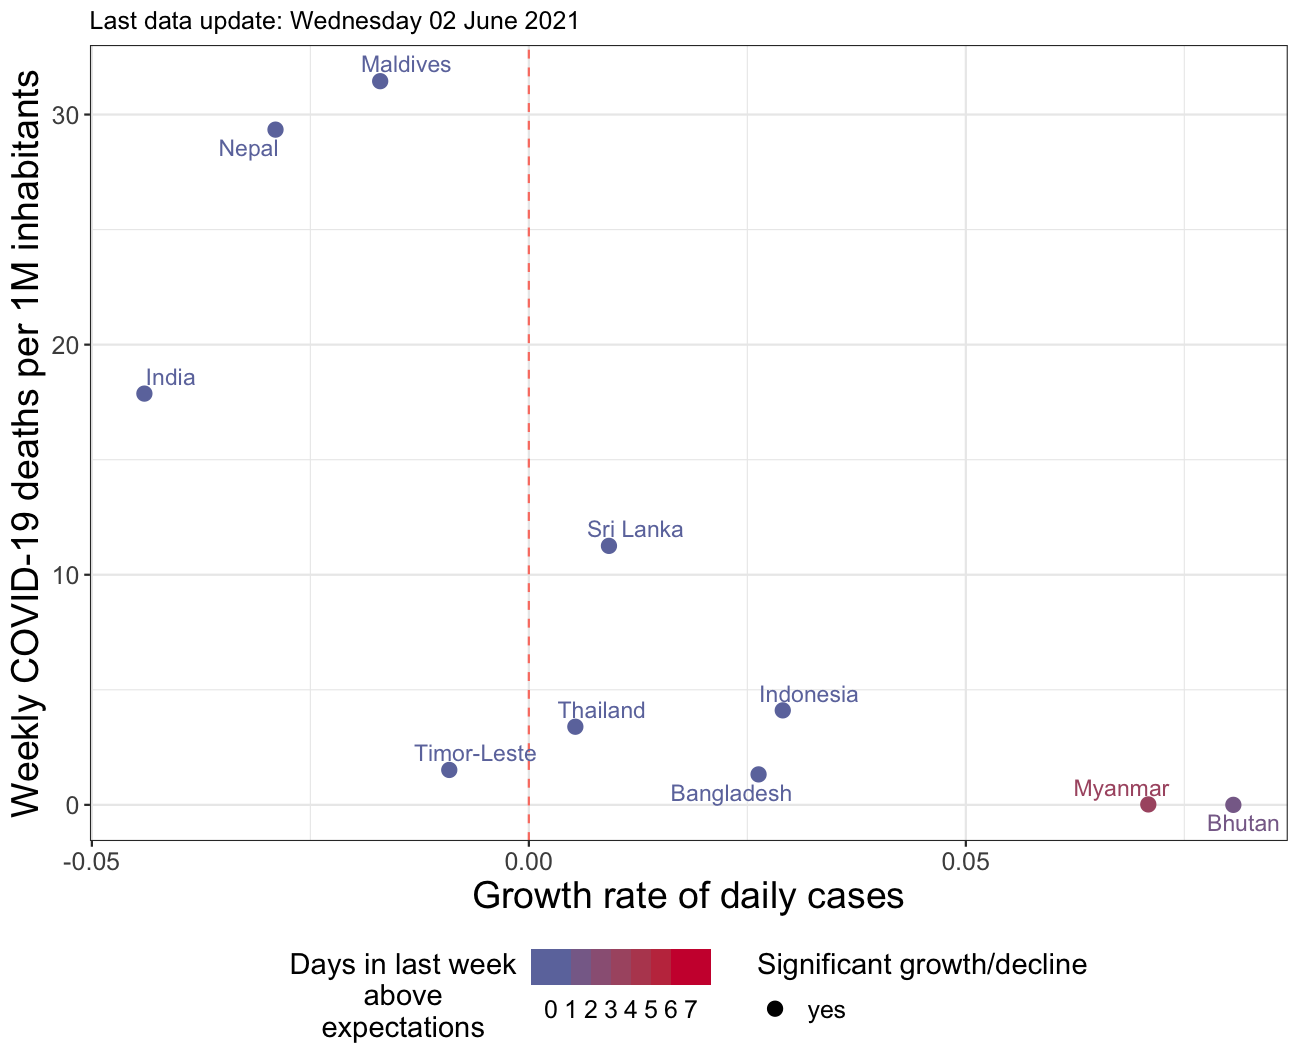 Last data update: Wednesday 02 June 2021
Weekly COVID-19 deaths per 1M inhabitants
30
20
10
0
Maldives
Nepal
India
Sri Lanka
Indonesia
Thailand
Timor-Leste
Bangladesh
Myanmar
Bhutan
-0.05 0.00 0.05
Growth rate of daily cases
Days in last week
above
expectations
0 1 2 3 4 5 6 7
Significant growth/decline
yes